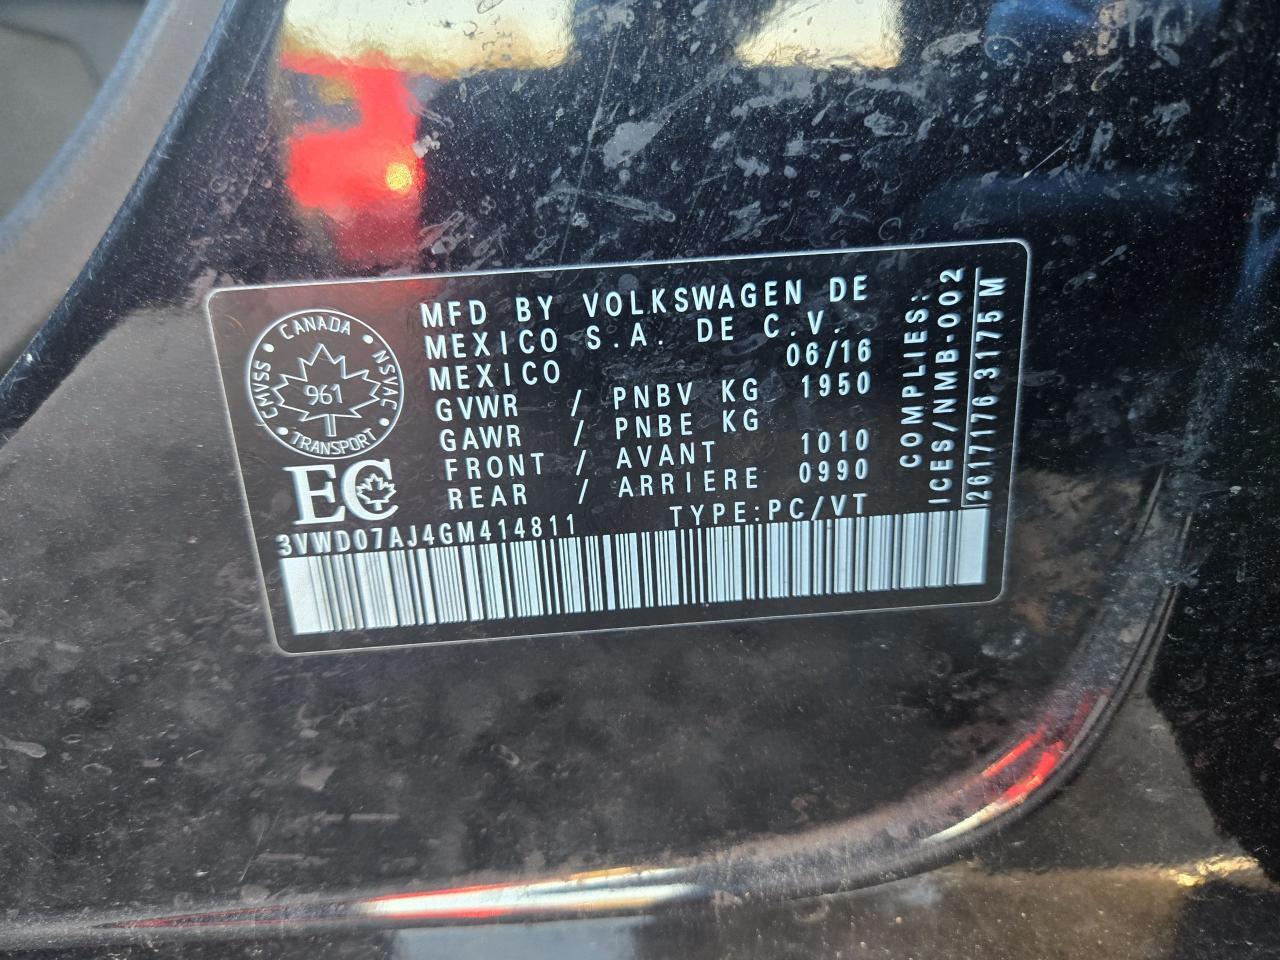 CANADA
CMVSS NSVAC
961
TRANSPORT
EC
MFD BY VOLKSWAGEN DE
MEXICO S.A. DE C.V.
MEXICO 06/16
GVWR / PNBV KG 1950
GAWR / PNBE KG
FRONT / AVANT 1010
REAR / ARRIERE 0990
3VWD07AJ4GM414811 TYPE:PC/VT
COMPLIES:
ICES/NMB-002
2617176 3175 M